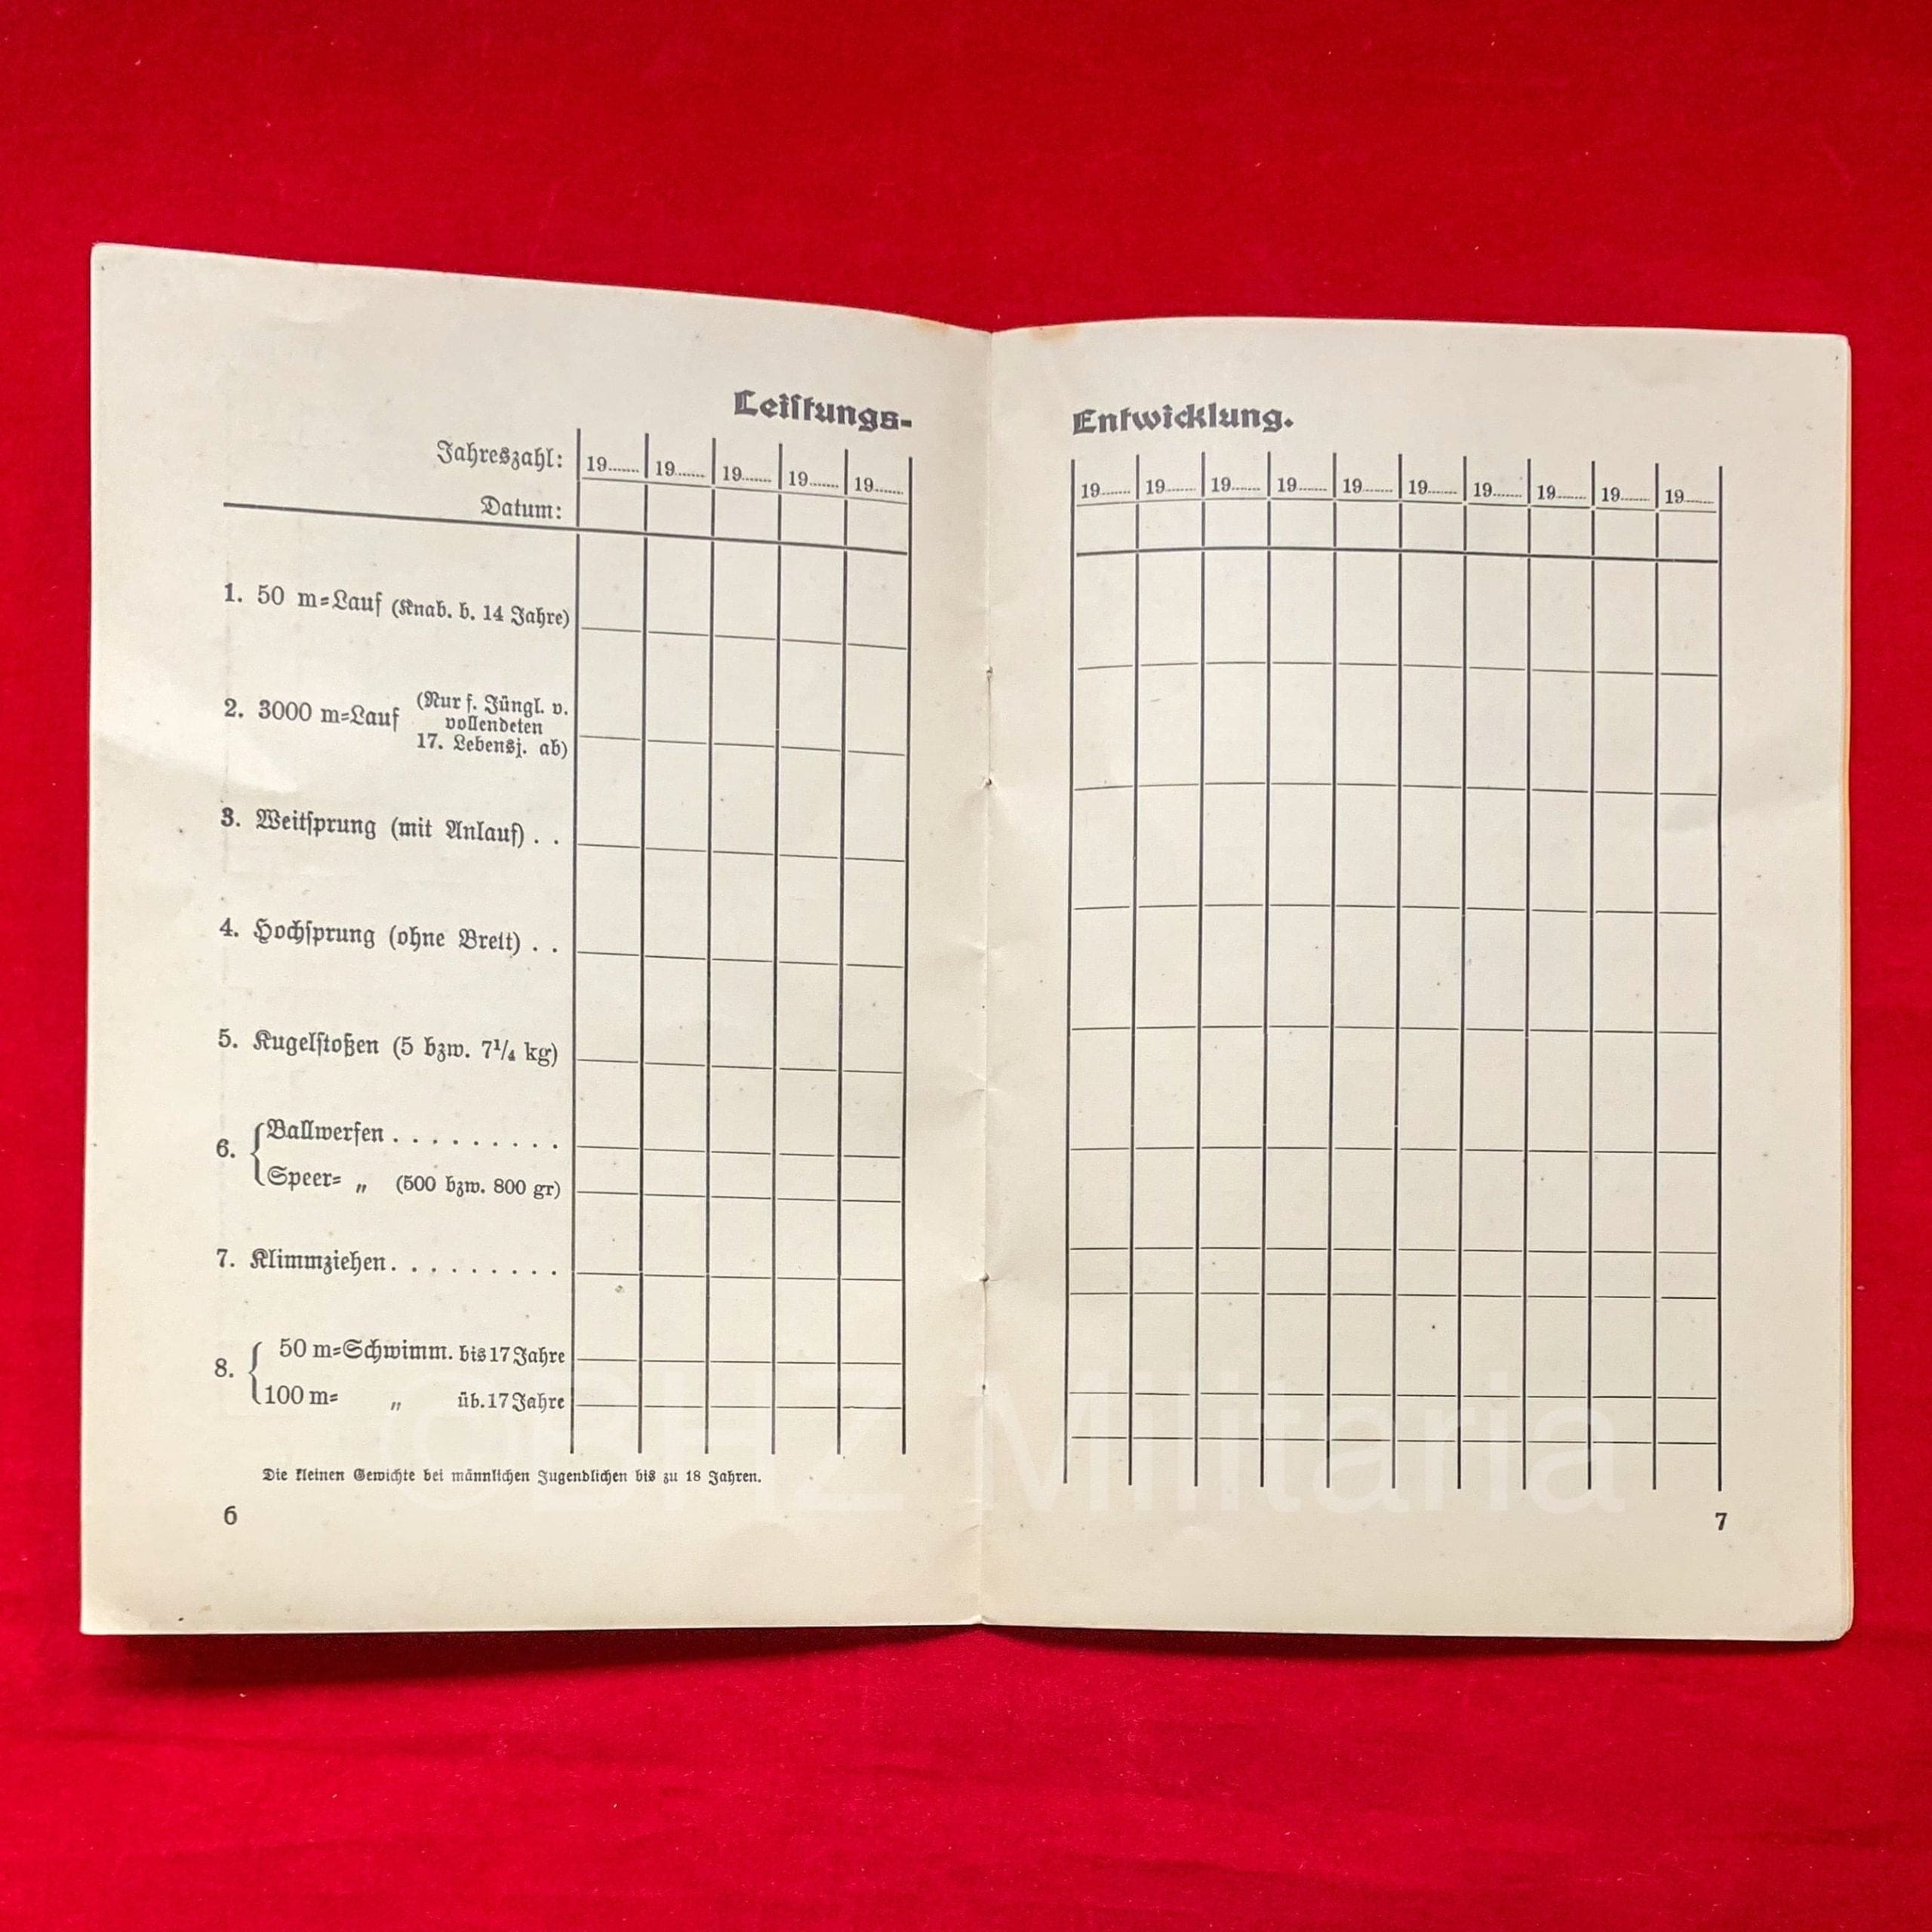 Leiſtungs-
Jahreszahl: 19....... 19....... 19....... 19....... 19.......
Datum:
1. 50 m=Lauf (Knab. b. 14 Jahre)
2. 3000 m=Lauf (Nur f. Jüngl. v.
vollendeten
17. Lebensj. ab)
3. Weitſprung (mit Anlauf) . .
4. Hochſprung (ohne Brett) . .
5. Kugelſtoßen (5 bzw. 7¹/₄ kg)
6. Ballwerfen . . . . . . . . .
Speer= „ (500 bzw. 800 gr)
7. Klimmziehen . . . . . . . . .
8. 50 m=Schwimm. bis 17 Jahre
100 m= „ üb. 17 Jahre
Die kleinen Gewichte bei männlichen Jugendlichen bis zu 18 Jahren.
6
Entwicklung.
19....... 19....... 19....... 19....... 19....... 19....... 19....... 19....... 19....... 19.......
7
©BHZ Militaria